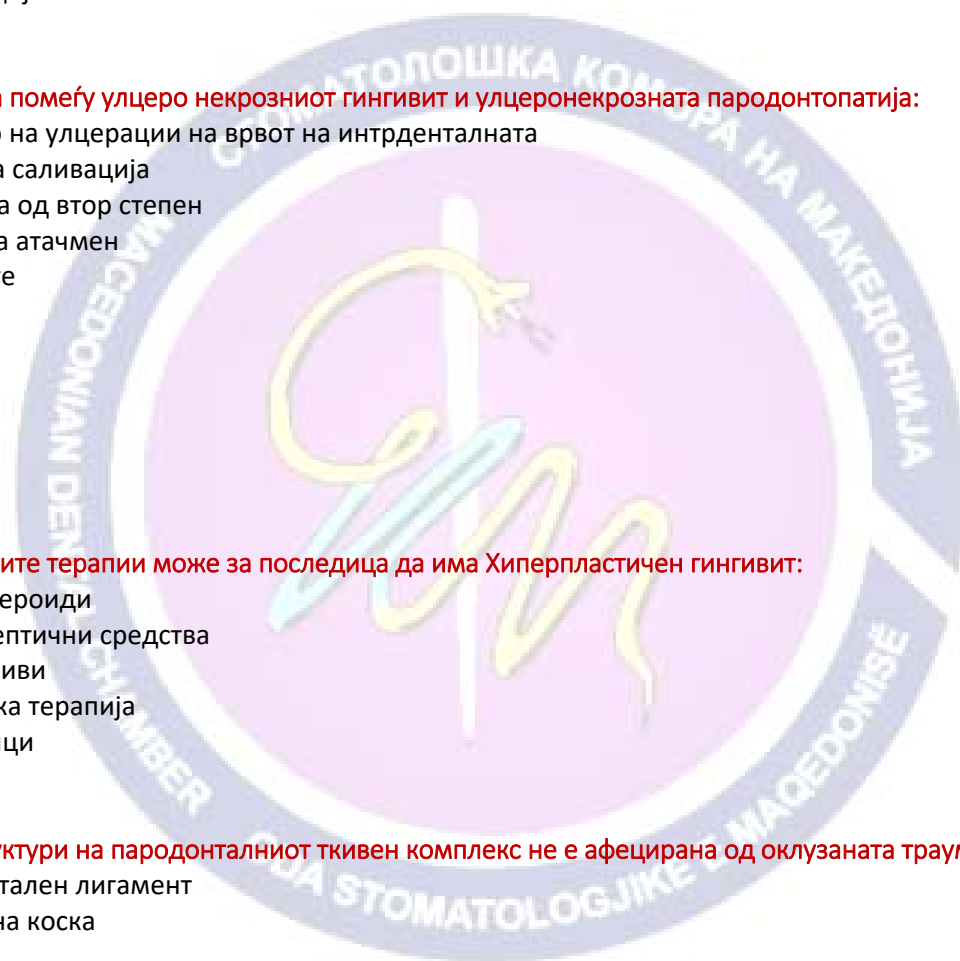 а помеѓу улцеро некрозниот гингивит и улцеронекрозната пародонтопатија:
о на улцерации на врвот на интрденталната
а саливација
а од втор степен
а атачмен
те
ите терапии може за последица да има Хиперпластичен гингивит:
ероиди
ептични средства
иви
ка терапија
ци
уктури на пародонталниот ткивен комплекс не е афецирана од оклузаната траум
тален лигамент
на коска
СТОМАТОЛОШКА КОМОРА НА МАКЕДОНИЈА
MACEDONIAN DENTAL CHAMBER
STOMATOLOGJIKE E MAQEDONISË